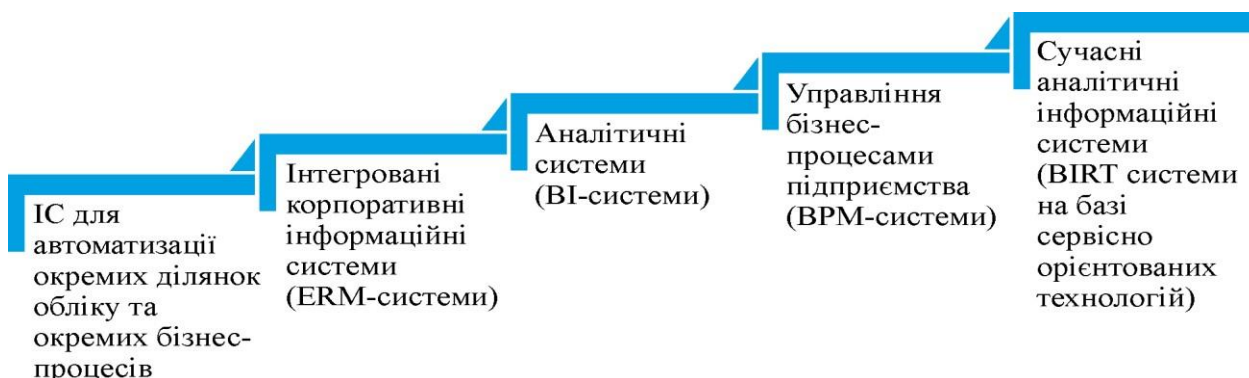 ІС для
автоматизації
окремих ділянок
обліку та
окремих бізнес-
процесів
Інтегровані
корпоративні
інформаційні
системи
(ERM-системи)
Аналітичні
системи
(BI-системи)
Управління
бізнес-
процесами
підприємства
(BPM-системи)
Сучасні
аналітичні
інформаційні
системи
(BIRT системи
на базі
сервісно
орієнтованих
технологій)